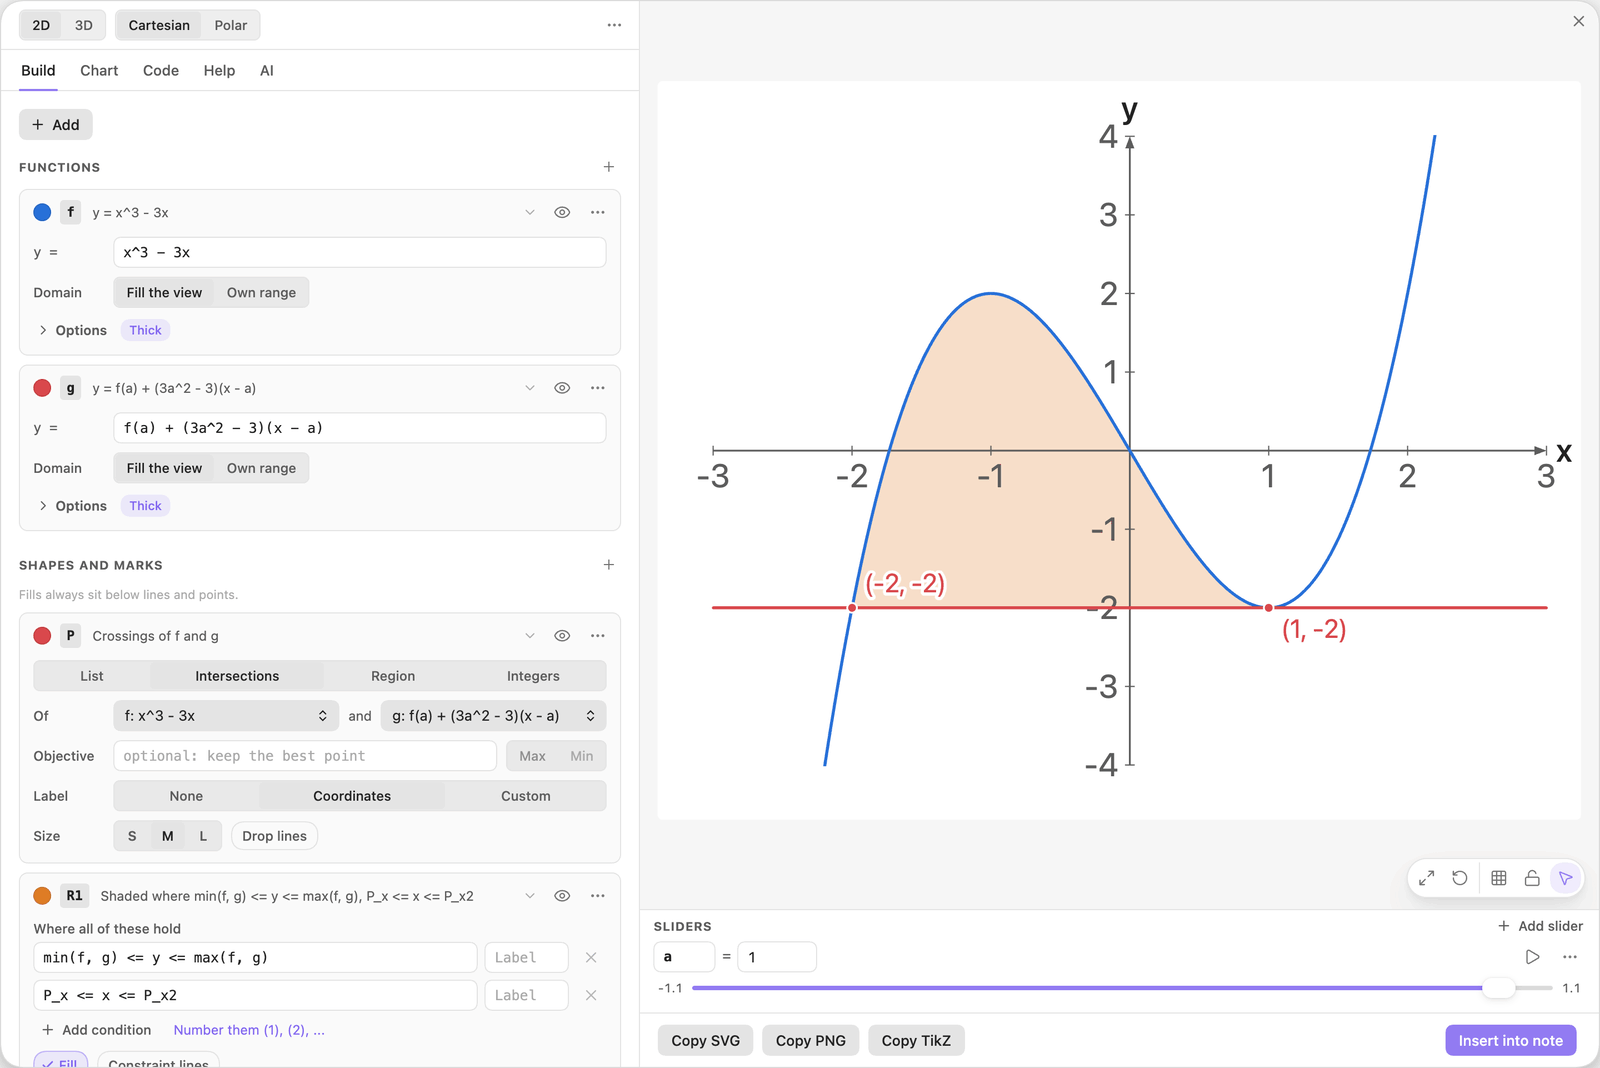 2D 3D Cartesian Polar ...
Build Chart Code Help AI
+ Add
FUNCTIONS +
f y = x^3 - 3x ...
y = x^3 - 3x
Domain Fill the view Own range
Options Thick
g y = f(a) + (3a^2 - 3)(x - a) ...
y = f(a) + (3a^2 - 3)(x - a)
Domain Fill the view Own range
Options Thick
SHAPES AND MARKS +
Fills always sit below lines and points.
P Crossings of f and g ...
List Intersections Region Integers
Of f: x^3 - 3x and g: f(a) + (3a^2 - 3)(x - a)
Objective optional: keep the best point Max Min
Label None Coordinates Custom
Size S M L Drop lines
R1 Shaded where min(f, g) <= y <= max(f, g), P_x <= x <= P_x2 ...
Where all of these hold
min(f, g) <= y <= max(f, g) Label
P_x <= x <= P_x2 Label
+ Add condition Number them (1), (2), ...
Fill Constraint lines
y
4
3
2
1
x
-3 -2 -1 1 2 3
-1
(-2, -2)
-2
(1, -2)
-3
-4
SLIDERS + Add slider
a = 1 ...
-1.1 1.1
Copy SVG Copy PNG Copy TikZ Insert into note